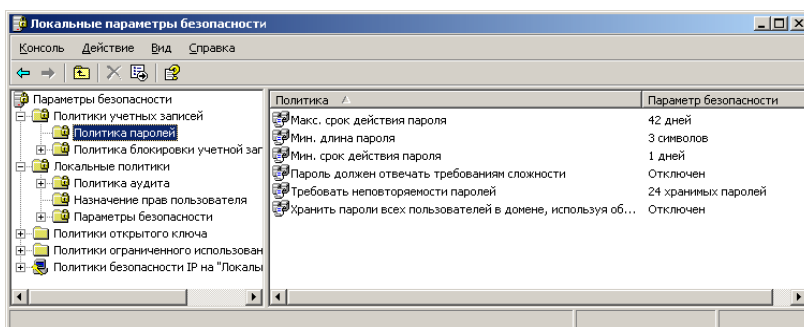 Локальные параметры безопасности
Консоль Действие Вид Справка
Параметры безопасности
Политики учетных записей
Политика паролей
Политика блокировки учетной заг
Локальные политики
Политика аудита
Назначение прав пользователя
Параметры безопасности
Политики открытого ключа
Политики ограниченного использован
Политики безопасности IP на "Локалы
Политика Параметр безопасности
Макс. срок действия пароля 42 дней
Мин. длина пароля 3 символов
Мин. срок действия пароля 1 дней
Пароль должен отвечать требованиям сложности Отключен
Требовать неповторяемости паролей 24 хранимых паролей
Хранить пароли всех пользователей в домене, используя об... Отключен